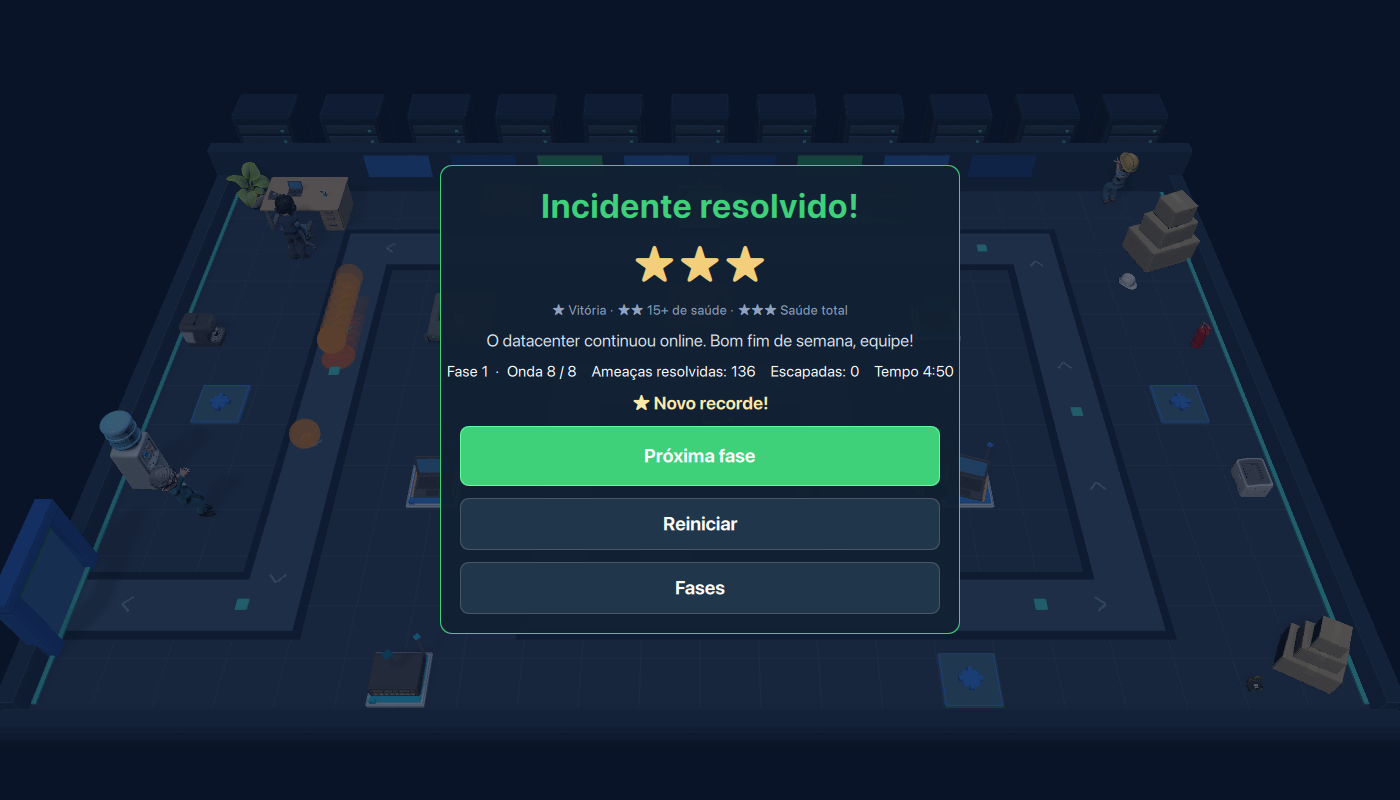 Incidente resolvido!
★ ★ ★
★ Vitória · ★★ 15+ de saúde · ★★★ Saúde total
O datacenter continuou online. Bom fim de semana, equipe!
Fase 1 · Onda 8 / 8 Ameaças resolvidas: 136 Escapadas: 0 Tempo 4:50
★ Novo recorde!
Próxima fase
Reiniciar
Fases